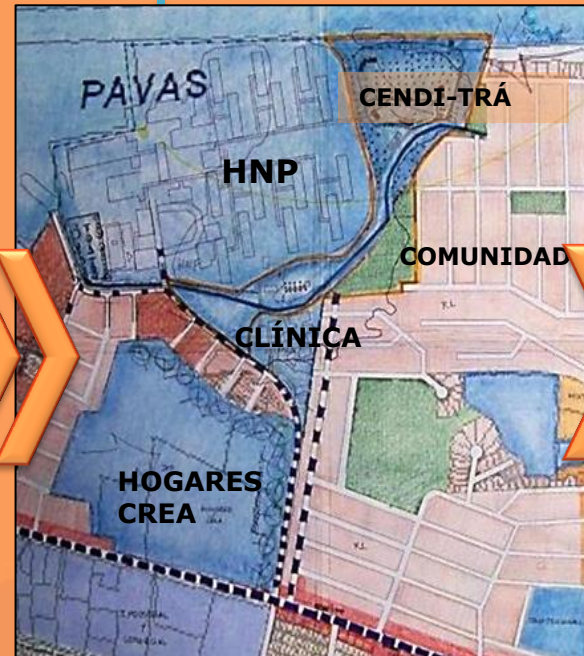 PAVAS
CENDI-TRÁ
HNP
COMUNIDAD
CLÍNICA
HOGARES
CREA